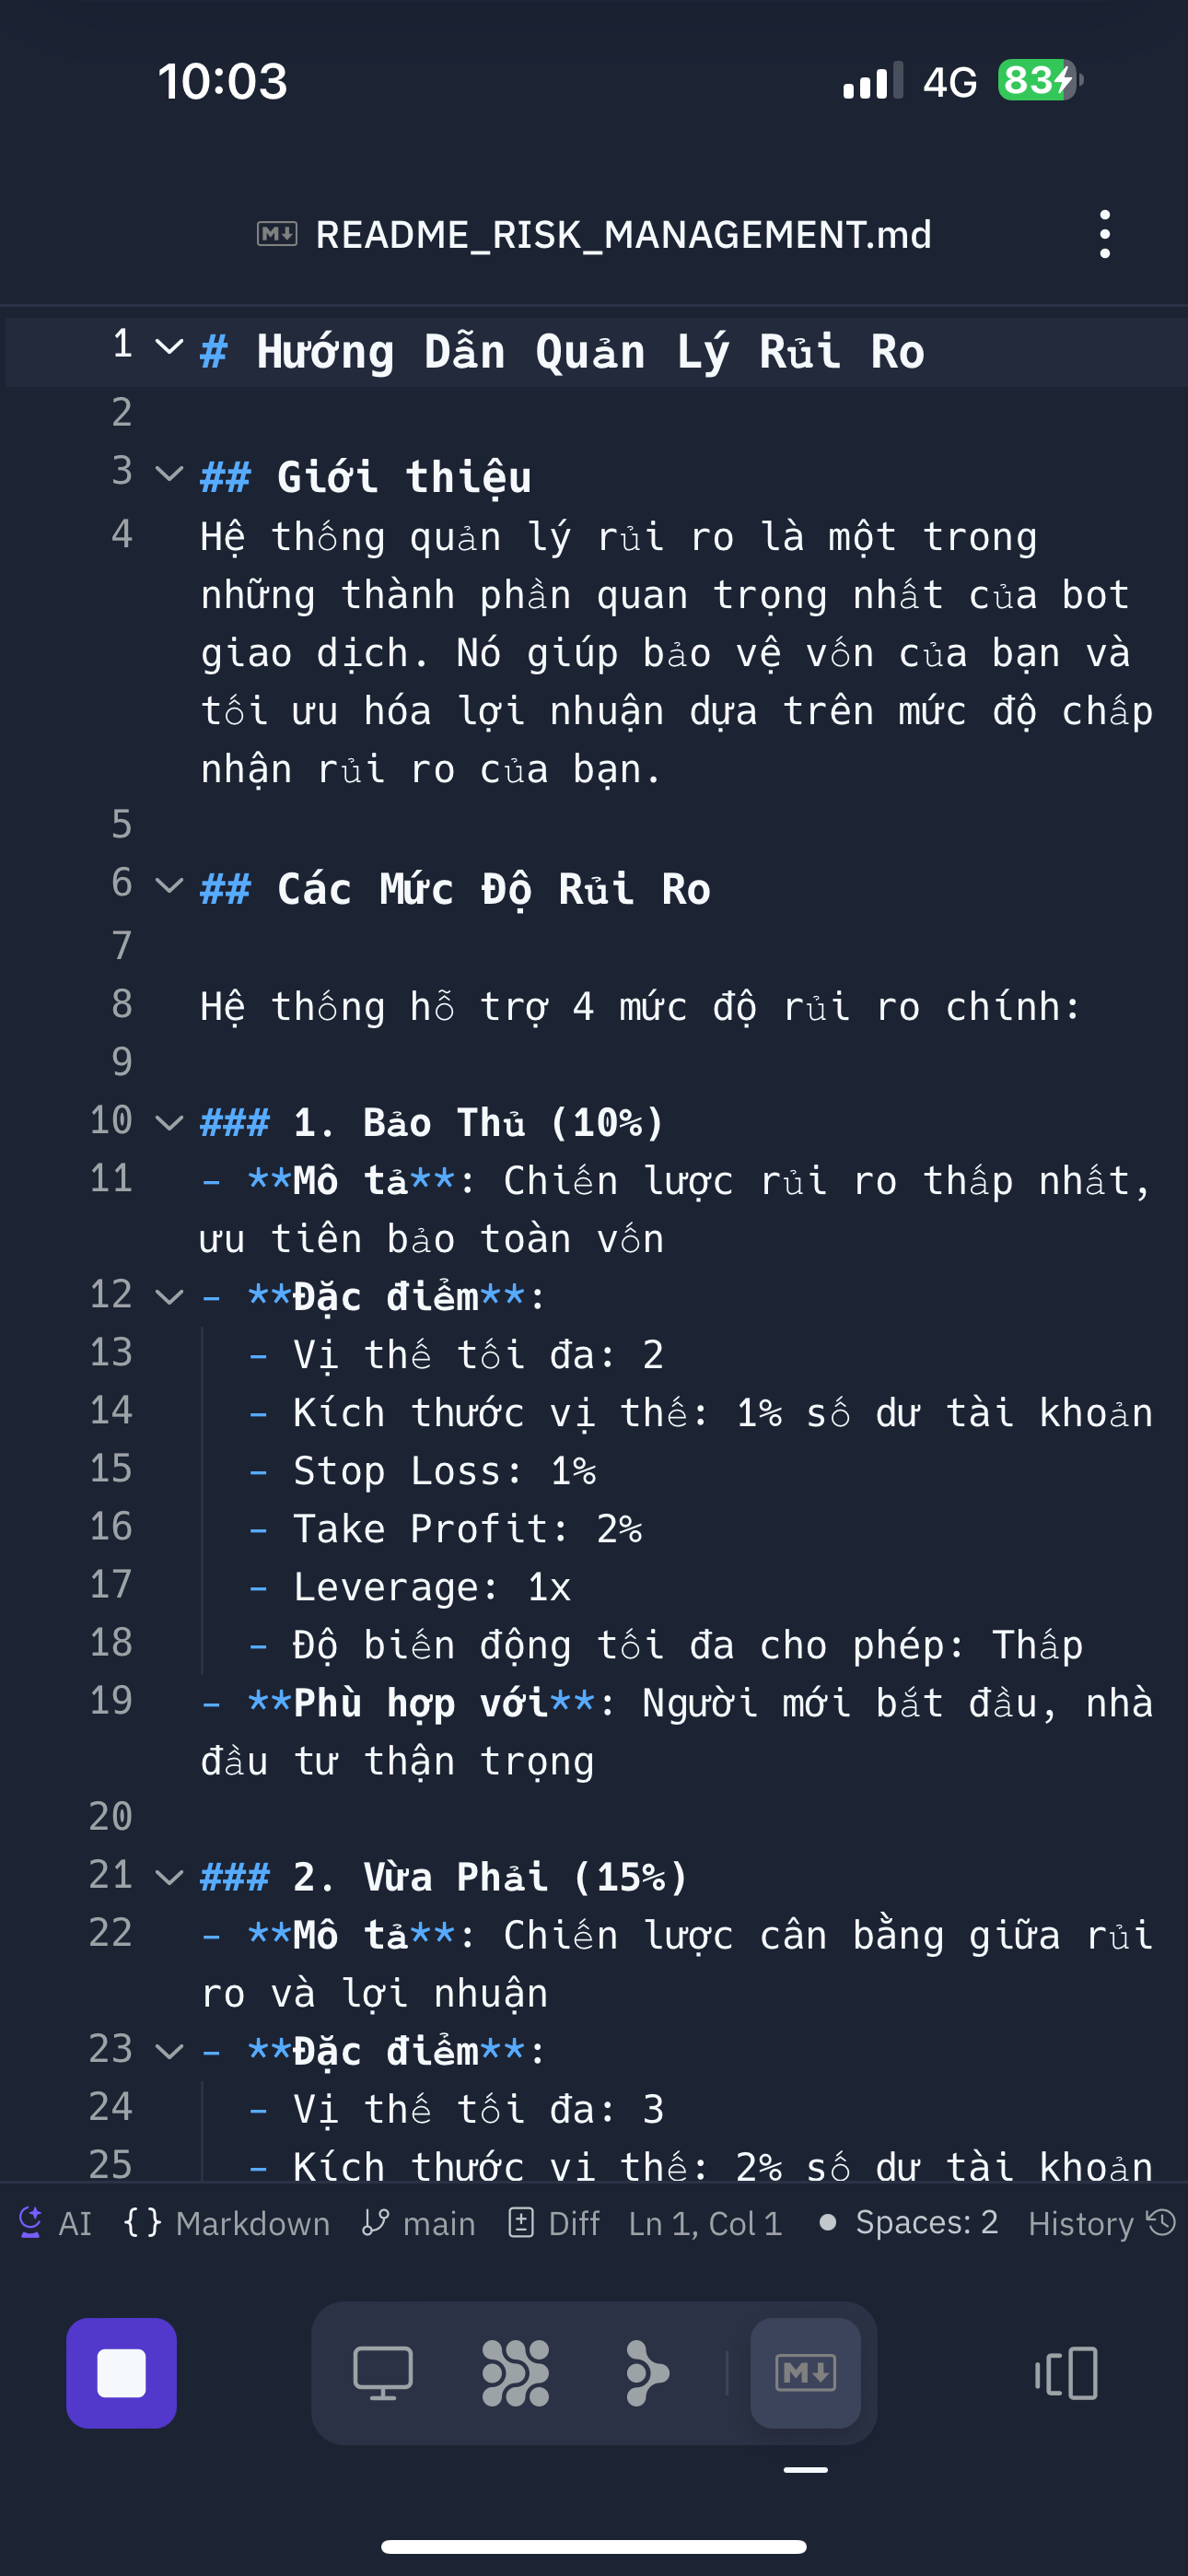 10:03
4G 83
README_RISK_MANAGEMENT.md
1 # Hướng Dẫn Quản Lý Rủi Ro
2
3 ## Giới thiệu
4 Hệ thống quản lý rủi ro là một trong
những thành phần quan trọng nhất của bot
giao dịch. Nó giúp bảo vệ vốn của bạn và
tối ưu hóa lợi nhuận dựa trên mức độ chấp
nhận rủi ro của bạn.
5
6 ## Các Mức Độ Rủi Ro
7
8 Hệ thống hỗ trợ 4 mức độ rủi ro chính:
9
10 ### 1. Bảo Thủ (10%)
11 - **Mô tả**: Chiến lược rủi ro thấp nhất,
ưu tiên bảo toàn vốn
12 - **Đặc điểm**:
13 - Vị thế tối đa: 2
14 - Kích thước vị thế: 1% số dư tài khoản
15 - Stop Loss: 1%
16 - Take Profit: 2%
17 - Leverage: 1x
18 - Độ biến động tối đa cho phép: Thấp
19 - **Phù hợp với**: Người mới bắt đầu, nhà
đầu tư thận trọng
20
21 ### 2. Vừa Phải (15%)
22 - **Mô tả**: Chiến lược cân bằng giữa rủi
ro và lợi nhuận
23 - **Đặc điểm**:
24 - Vị thế tối đa: 3
25 - Kích thước vị thế: 2% số dư tài khoản
AI {} Markdown main Diff Ln 1, Col 1 Spaces: 2 History